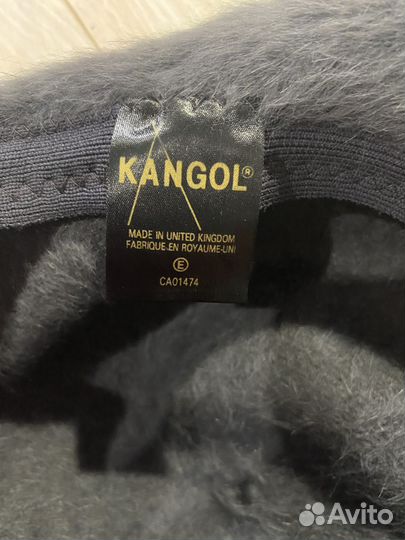 KANGOL®
MADE IN UNITED KINGDOM
FABRIQUE.EN ROYAUME-UNI
E
CA01474
Avito